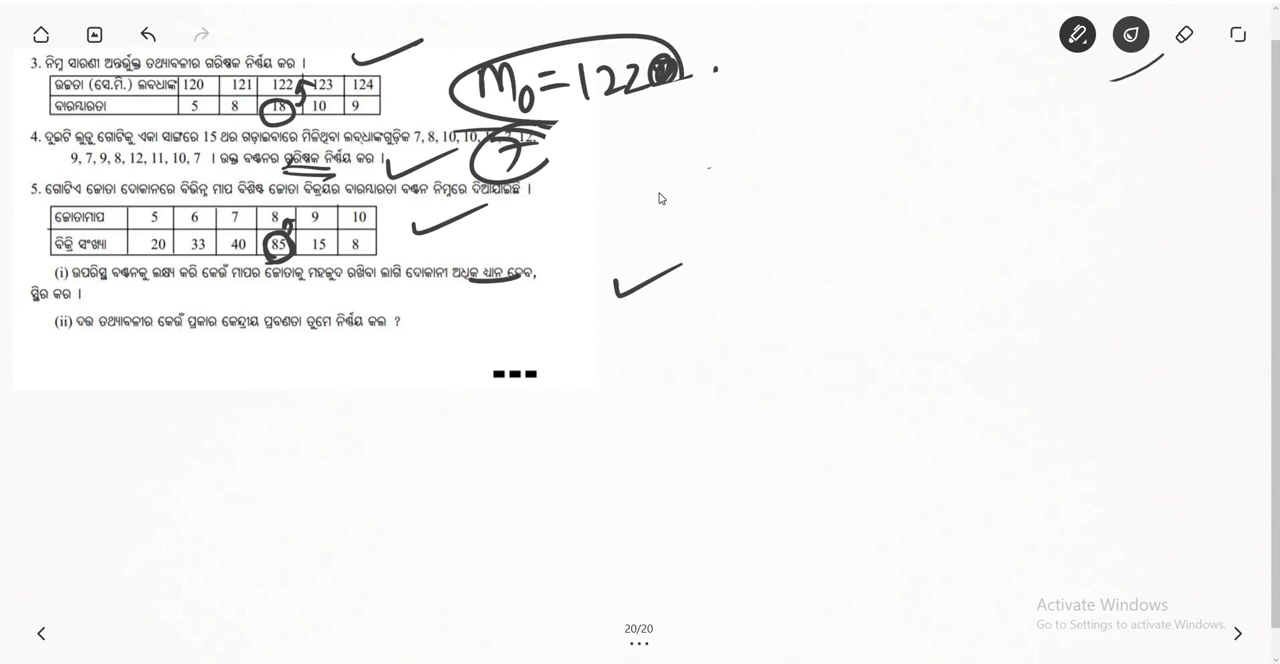 3. ନିମ୍ନ ସାରଣୀ ଅନ୍ତର୍ଭୁକ୍ତ ତଥ୍ୟାବଳୀର ଗରିଷ୍ଠକ ନିର୍ଣ୍ଣୟ କର ।
ଉଚ୍ଚତା (ସେ.ମି.) ଲବଧାଙ୍କ 120 121 122 123 124
ବାରମ୍ବାରତା 5 8 18 10 9
M₀ = 122
4. ଦୁଇଟି ଲୁଡୁ ଗୋଟିକୁ ଏକା ସାଙ୍ଗରେ 15 ଥର ଗଡ଼ାଇବାରେ ମିଳିଥିବା ଲବ୍ଧାଙ୍କଗୁଡ଼ିକ 7, 8, 10, 10, 7, 12,
9, 7, 9, 8, 12, 11, 10, 7 । ଉକ୍ତ ବଣ୍ଟନର ଗରିଷ୍ଠକ ନିର୍ଣ୍ଣୟ କର ।
7
5. ଗୋଟିଏ ଜୋତା ଦୋକାନରେ ବିଭିନ୍ନ ମାପ ବିଶିଷ୍ଟ ଜୋତା ବିକ୍ରୟର ବାରମ୍ବାରତା ବଣ୍ଟନ ନିମ୍ନରେ ଦିଆଯାଇଛି ।
ଜୋତାମାପ 5 6 7 8 9 10
ବିକ୍ରି ସଂଖ୍ୟା 20 33 40 85 15 8
(i) ଉପରିସ୍ଥ ବଣ୍ଟନକୁ ଲକ୍ଷ୍ୟ କରି କେଉଁ ମାପର ଜୋତାକୁ ମହଜୁଦ ରଖିବା ଲାଗି ଦୋକାନୀ ଅଧିକ ଧ୍ୟାନ ଦେବ,
ସ୍ଥିର କର ।
(ii) ଦତ୍ତ ତଥ୍ୟାବଳୀର କେଉଁ ପ୍ରକାର କେନ୍ଦ୍ରୀୟ ପ୍ରବଣତା ତୁମେ ନିର୍ଣ୍ଣୟ କଲ ?
Activate Windows
Go to Settings to activate Windows.
20/20